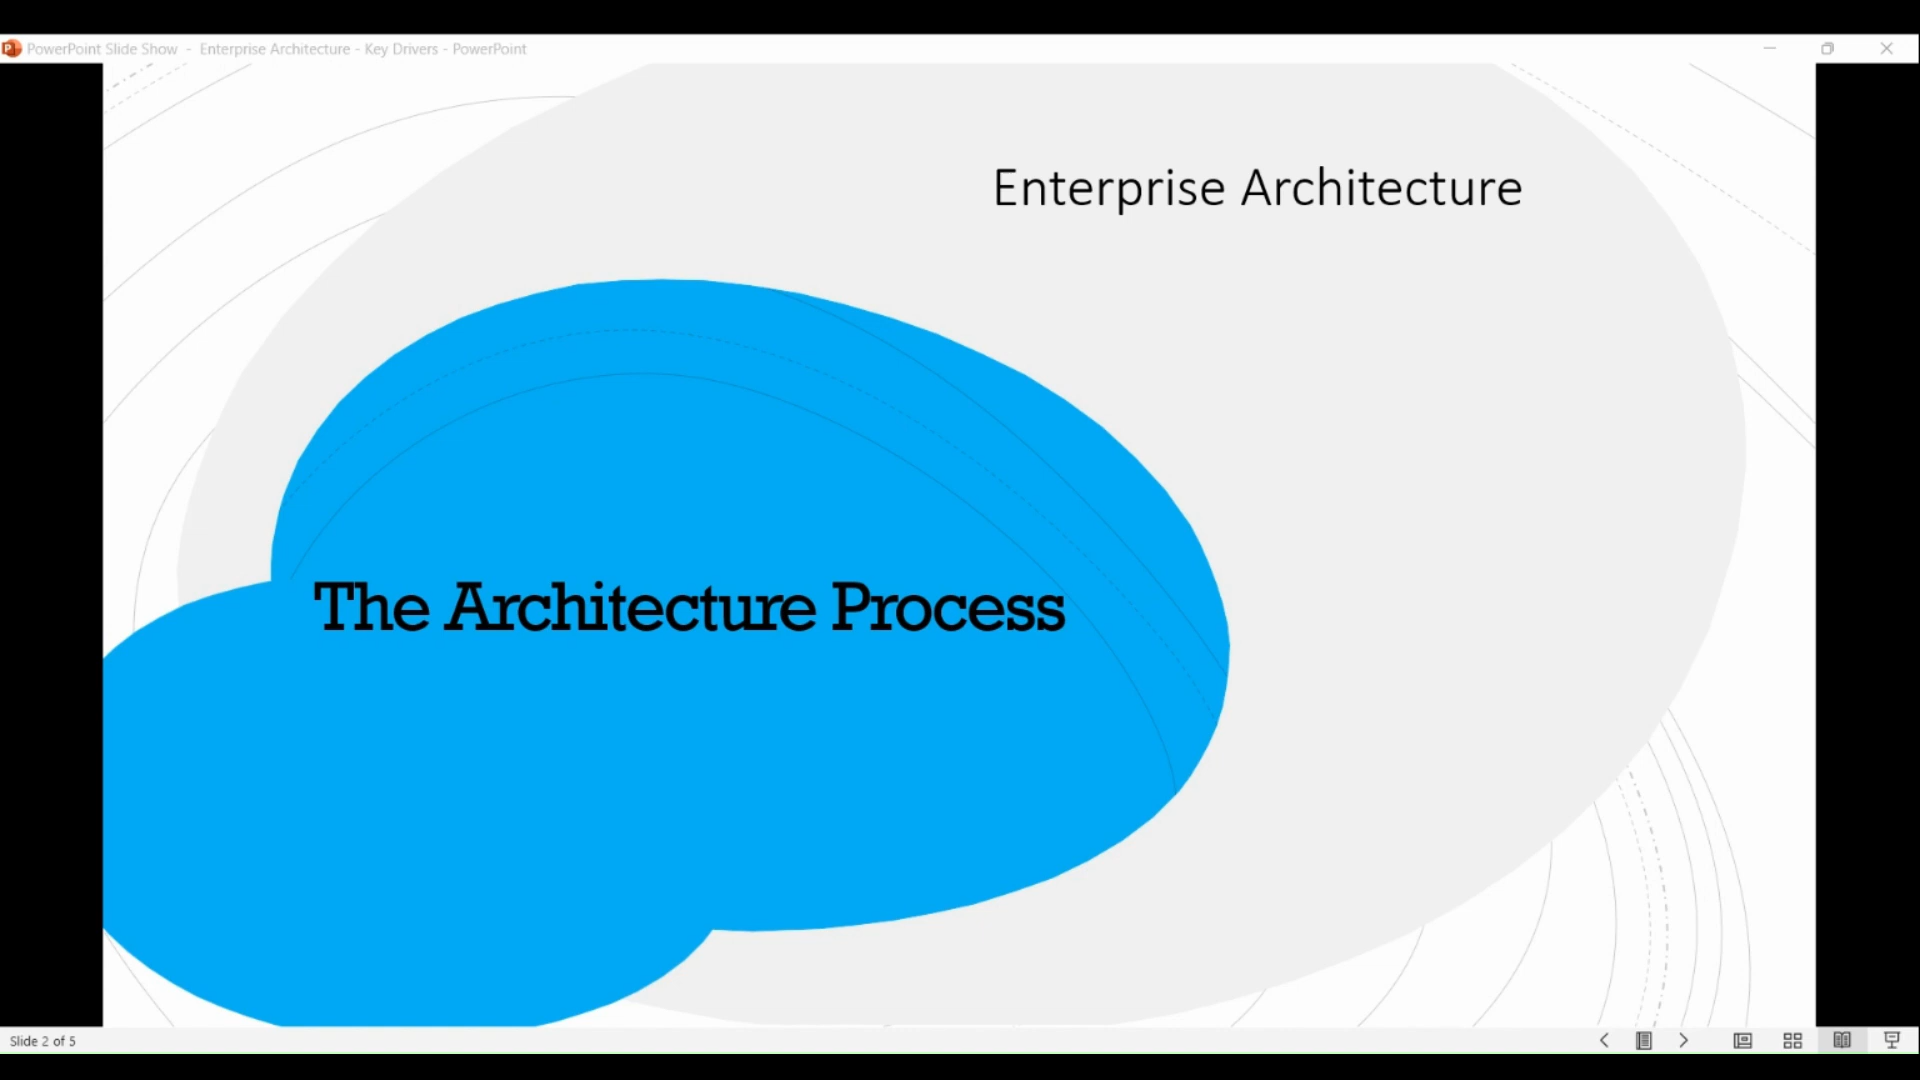 PowerPoint Slide Show - Enterprise Architecture - Key Drivers - PowerPoint
Enterprise Architecture
The Architecture Process
Slide 2 of 5